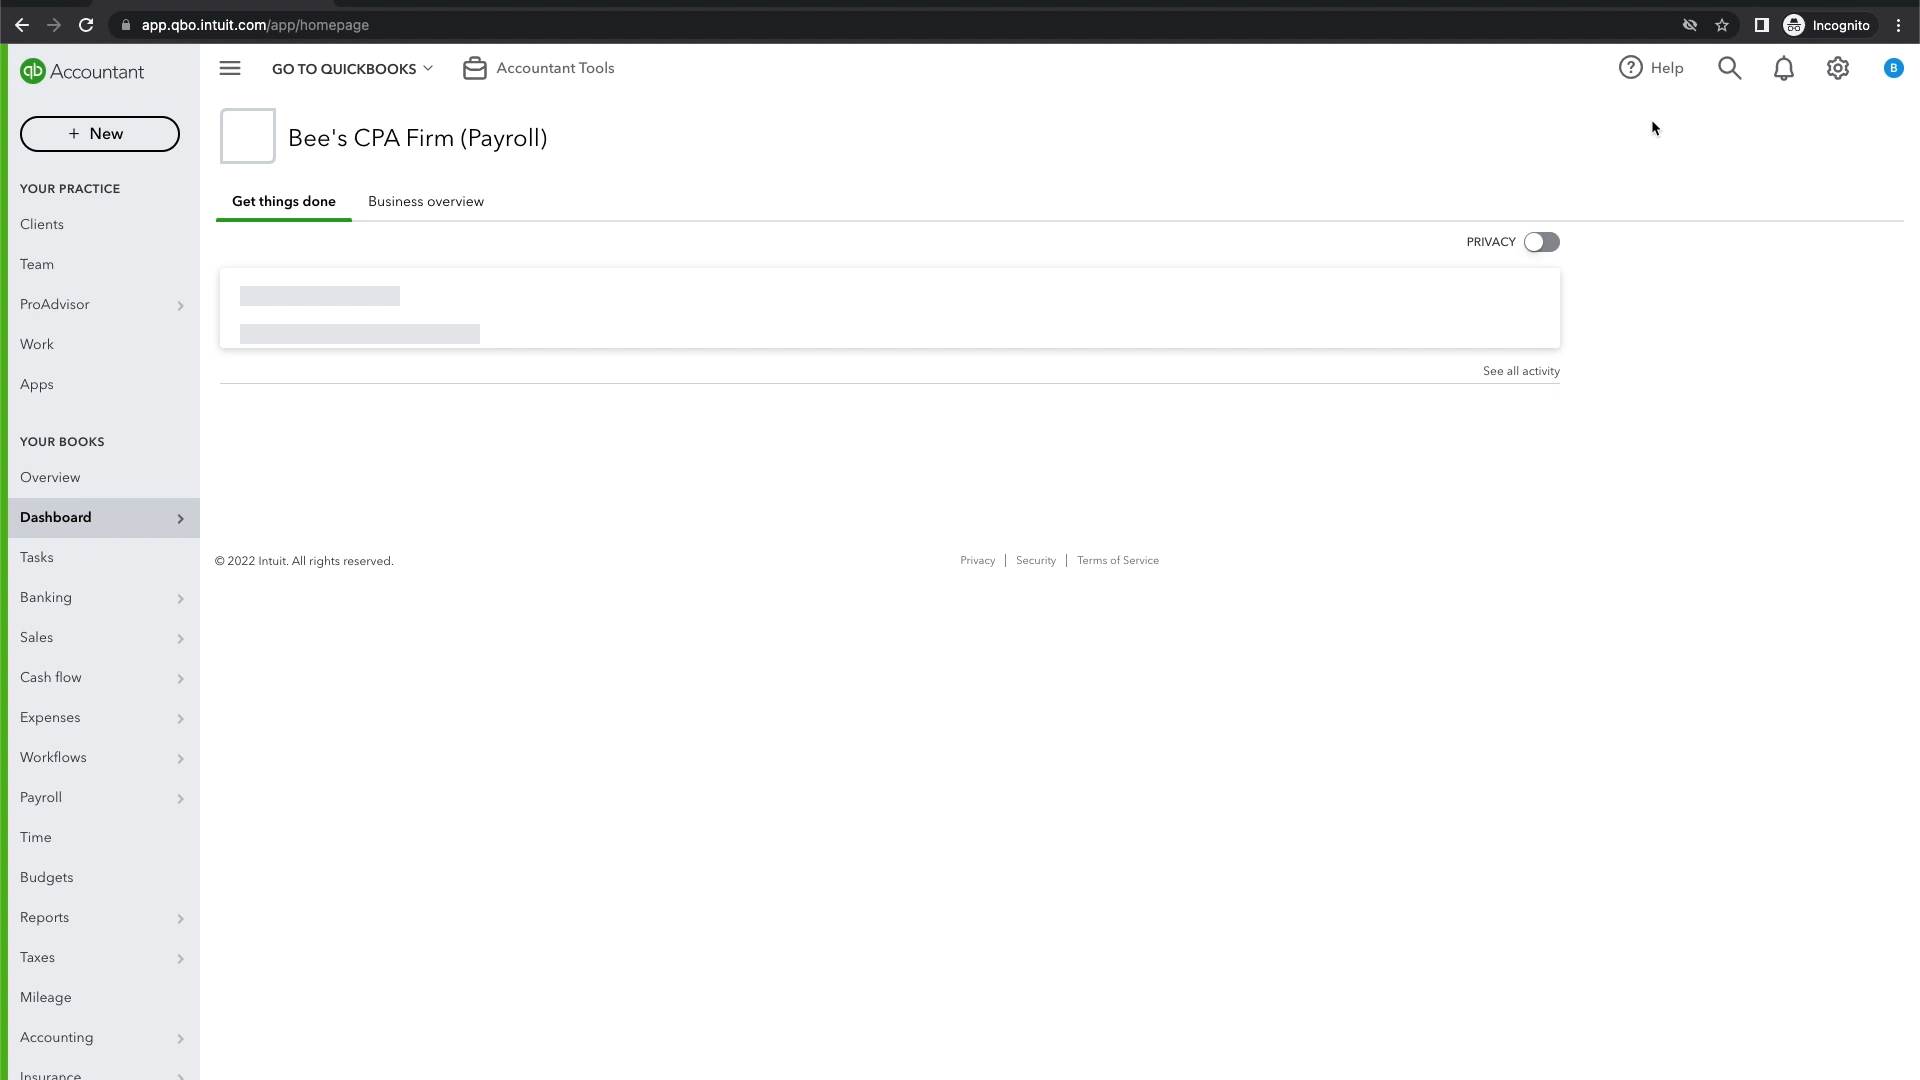 app.qbo.intuit.com/app/homepage
Incognito
qb Accountant
GO TO QUICKBOOKS
Accountant Tools
Help
B
+ New
Bee's CPA Firm (Payroll)
YOUR PRACTICE
Get things done
Business overview
Clients
PRIVACY
Team
ProAdvisor
Work
See all activity
Apps
YOUR BOOKS
Overview
Dashboard
Tasks
© 2022 Intuit. All rights reserved.
Privacy | Security | Terms of Service
Banking
Sales
Cash flow
Expenses
Workflows
Payroll
Time
Budgets
Reports
Taxes
Mileage
Accounting
Insurance